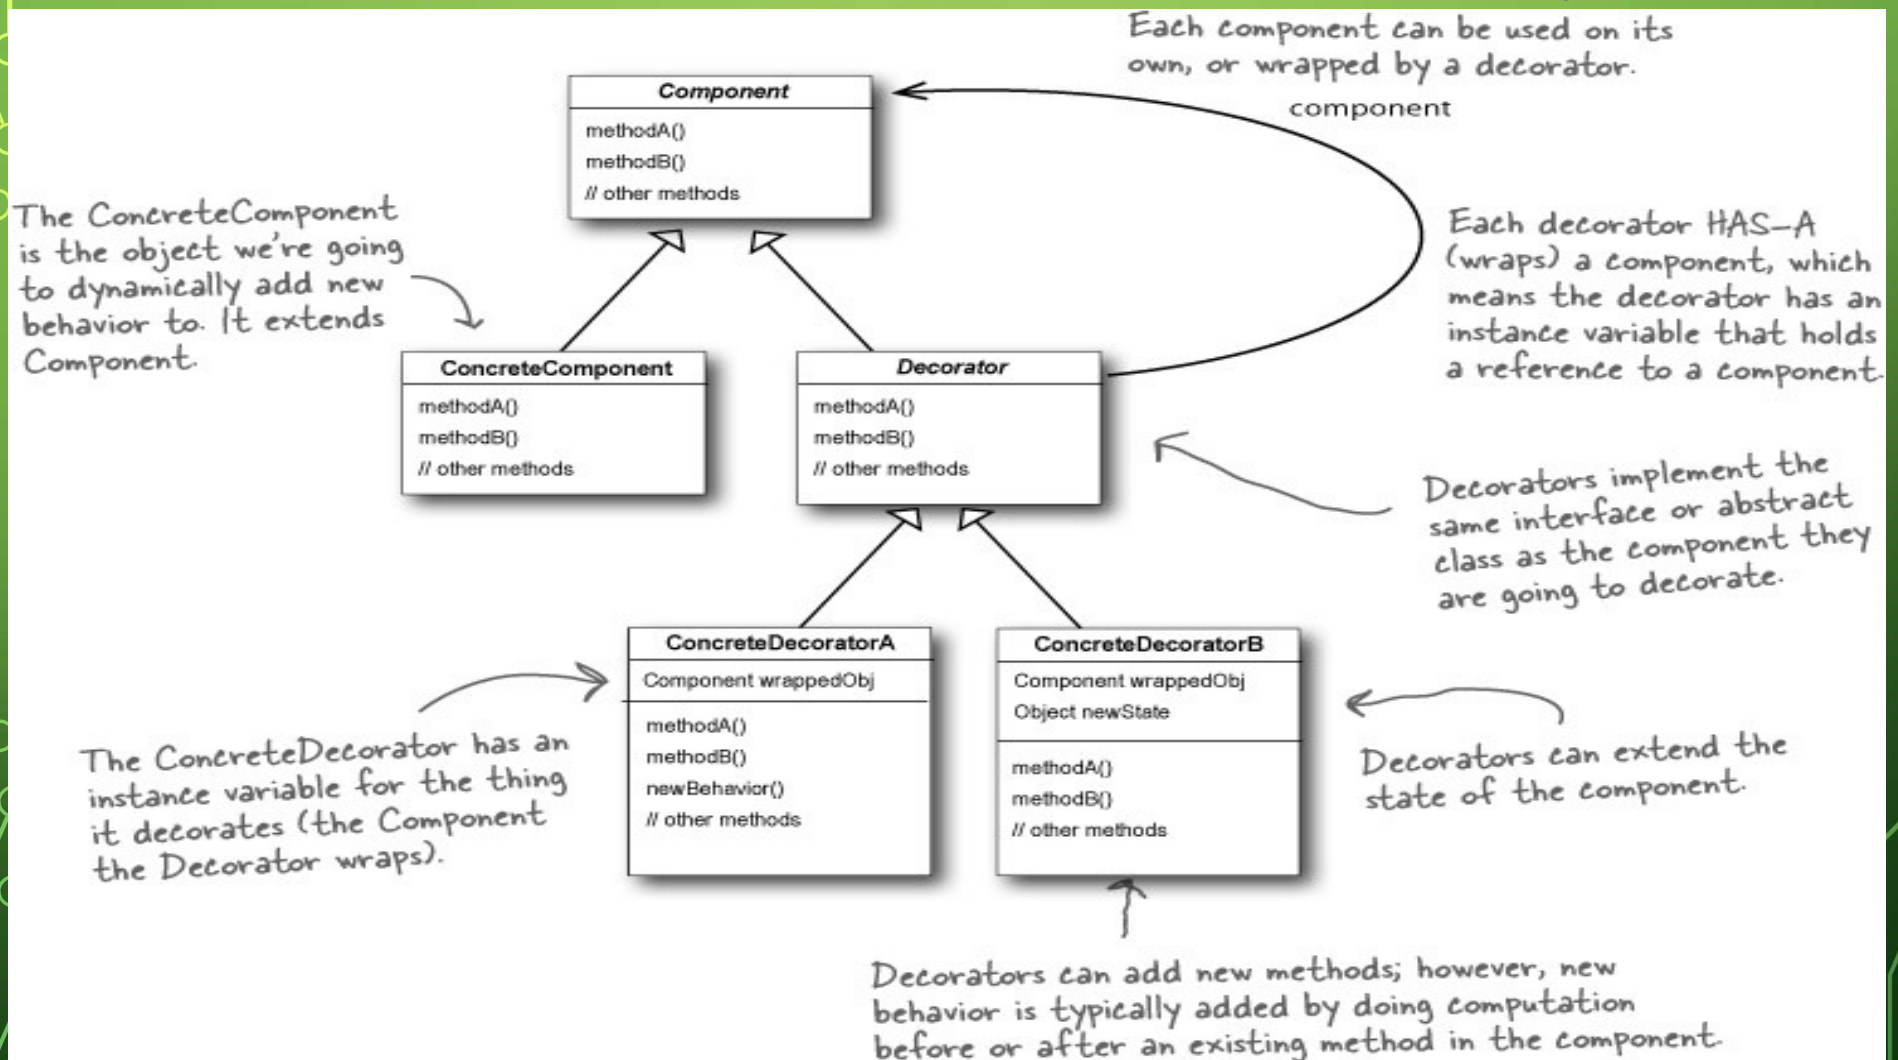 Each component can be used on its
own, or wrapped by a decorator.
component
Component
methodA()
methodB()
// other methods
The ConcreteComponent
is the object we're going
to dynamically add new
behavior to. It extends
Component.
Each decorator HAS-A
(wraps) a component, which
means the decorator has an
instance variable that holds
a reference to a component.
ConcreteComponent
methodA()
methodB()
// other methods
Decorator
methodA()
methodB()
// other methods
Decorators implement the
same interface or abstract
class as the component they
are going to decorate.
ConcreteDecoratorA
Component wrappedObj
methodA()
methodB()
newBehavior()
// other methods
ConcreteDecoratorB
Component wrappedObj
Object newState
methodA()
methodB()
// other methods
The ConcreteDecorator has an
instance variable for the thing
it decorates (the Component
the Decorator wraps).
Decorators can extend the
state of the component.
Decorators can add new methods; however, new
behavior is typically added by doing computation
before or after an existing method in the component.